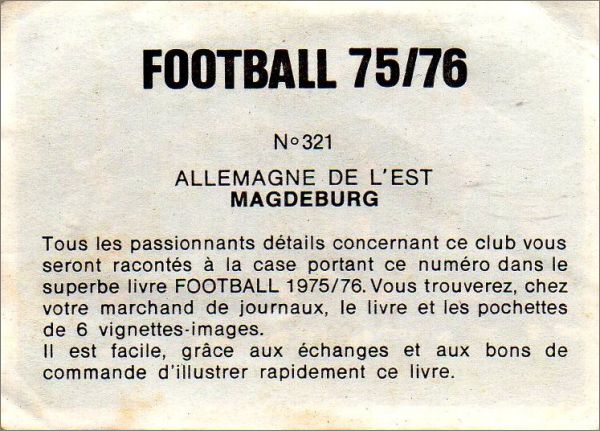 FOOTBALL 75/76
N° 321
ALLEMAGNE DE L'EST
MAGDEBURG
Tous les passionnants détails concernant ce club vous
seront racontés à la case portant ce numéro dans le
superbe livre FOOTBALL 1975/76. Vous trouverez, chez
votre marchand de journaux, le livre et les pochettes
de 6 vignettes-images.
Il est facile, grâce aux échanges et aux bons de
commande d'illustrer rapidement ce livre.